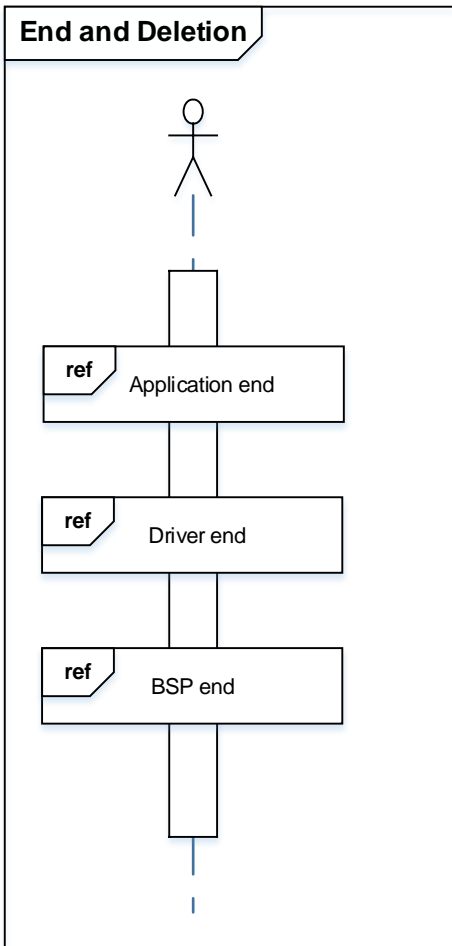 End and Deletion
ref
Application end
ref
Driver end
ref
BSP end